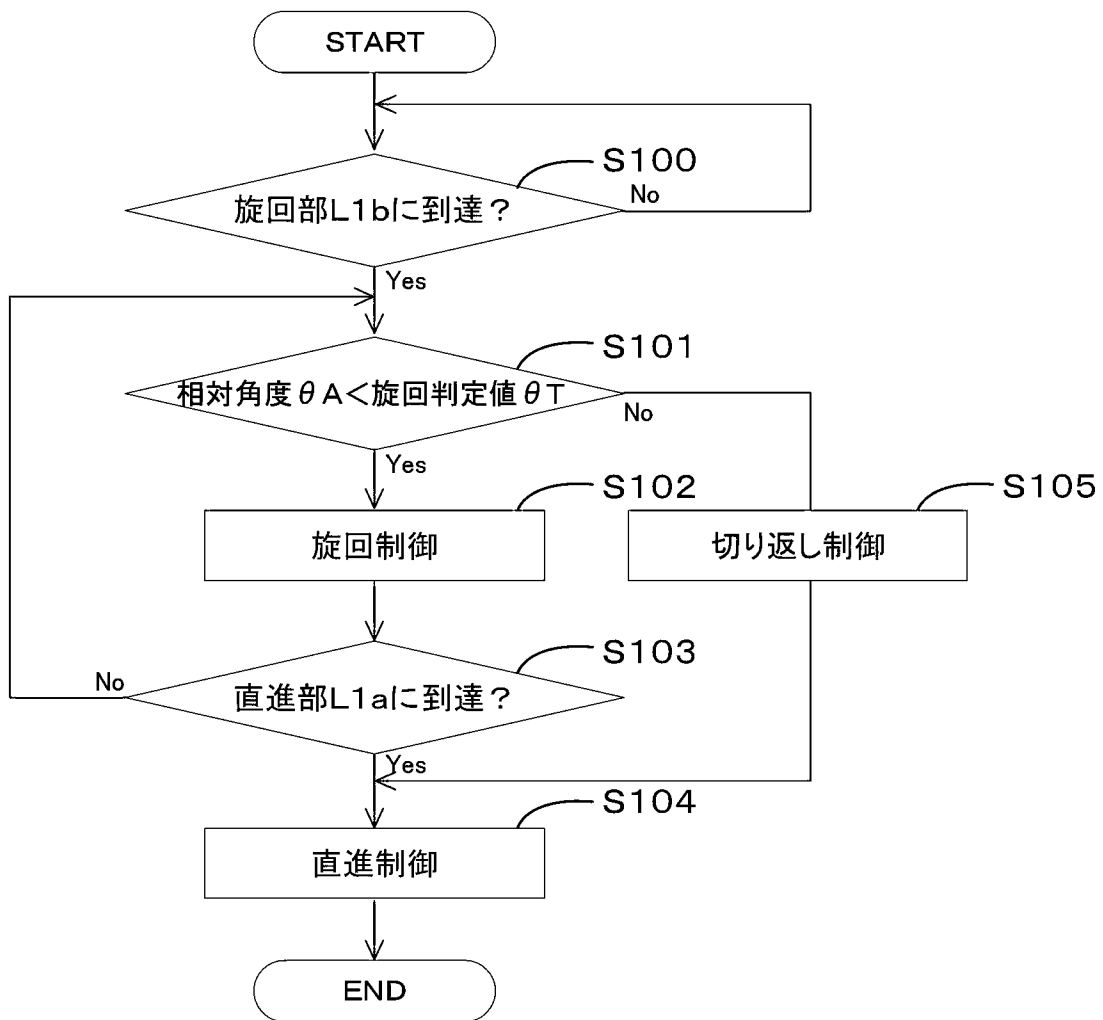 START
S100
旋回部L1bに到達?
No
Yes
S101
相対角度θA<旋回判定値θT
No
Yes
S102
旋回制御
S105
切り返し制御
S103
直進部L1aに到達?
No
Yes
S104
直進制御
END